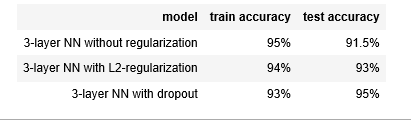 model train accuracy test accuracy
3-layer NN without regularization 95% 91.5%
3-layer NN with L2-regularization 94% 93%
3-layer NN with dropout 93% 95%